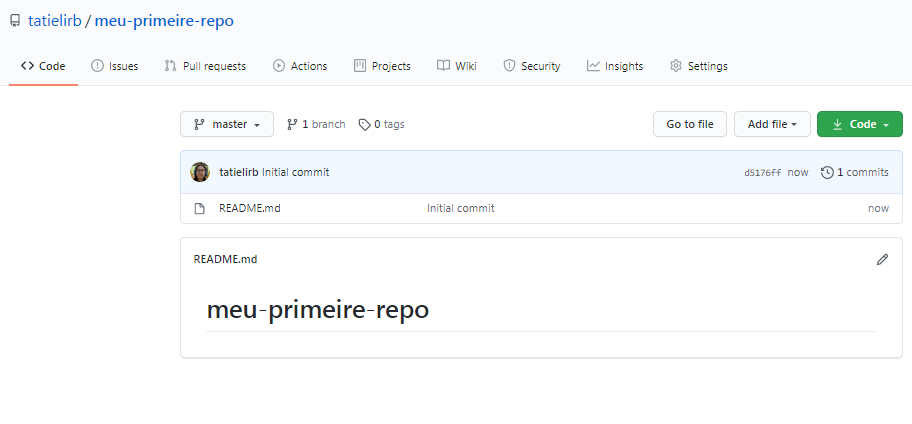 tatielirb / meu-primeire-repo
Code Issues Pull requests Actions Projects Wiki Security Insights Settings
master 1 branch 0 tags Go to file Add file Code
tatielirb Initial commit d5176ff now 1 commits
README.md Initial commit now
README.md
meu-primeire-repo